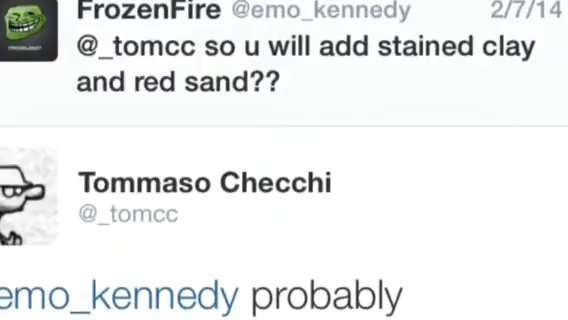 FrozenFire @emo_kennedy 2/7/14
@_tomcc so u will add stained clay
and red sand??
Tommaso Checchi
@_tomcc
emo_kennedy probably